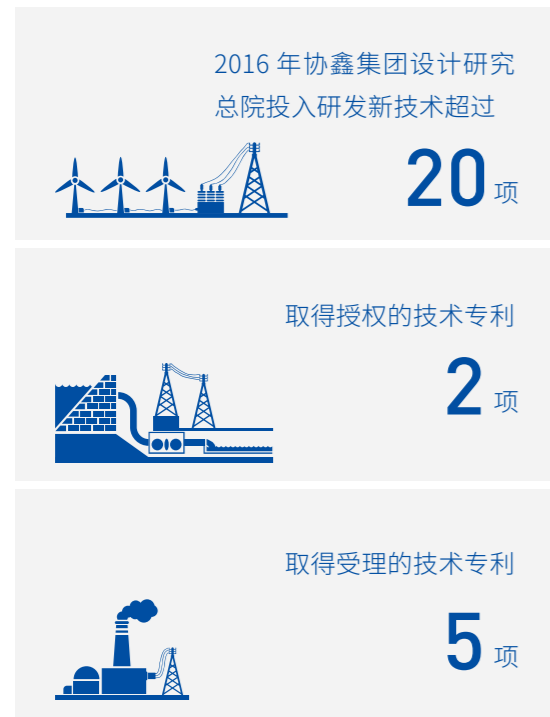 2016 年协鑫集团设计研究
总院投入研发新技术超过
20 项
取得授权的技术专利
2 项
取得受理的技术专利
5 项